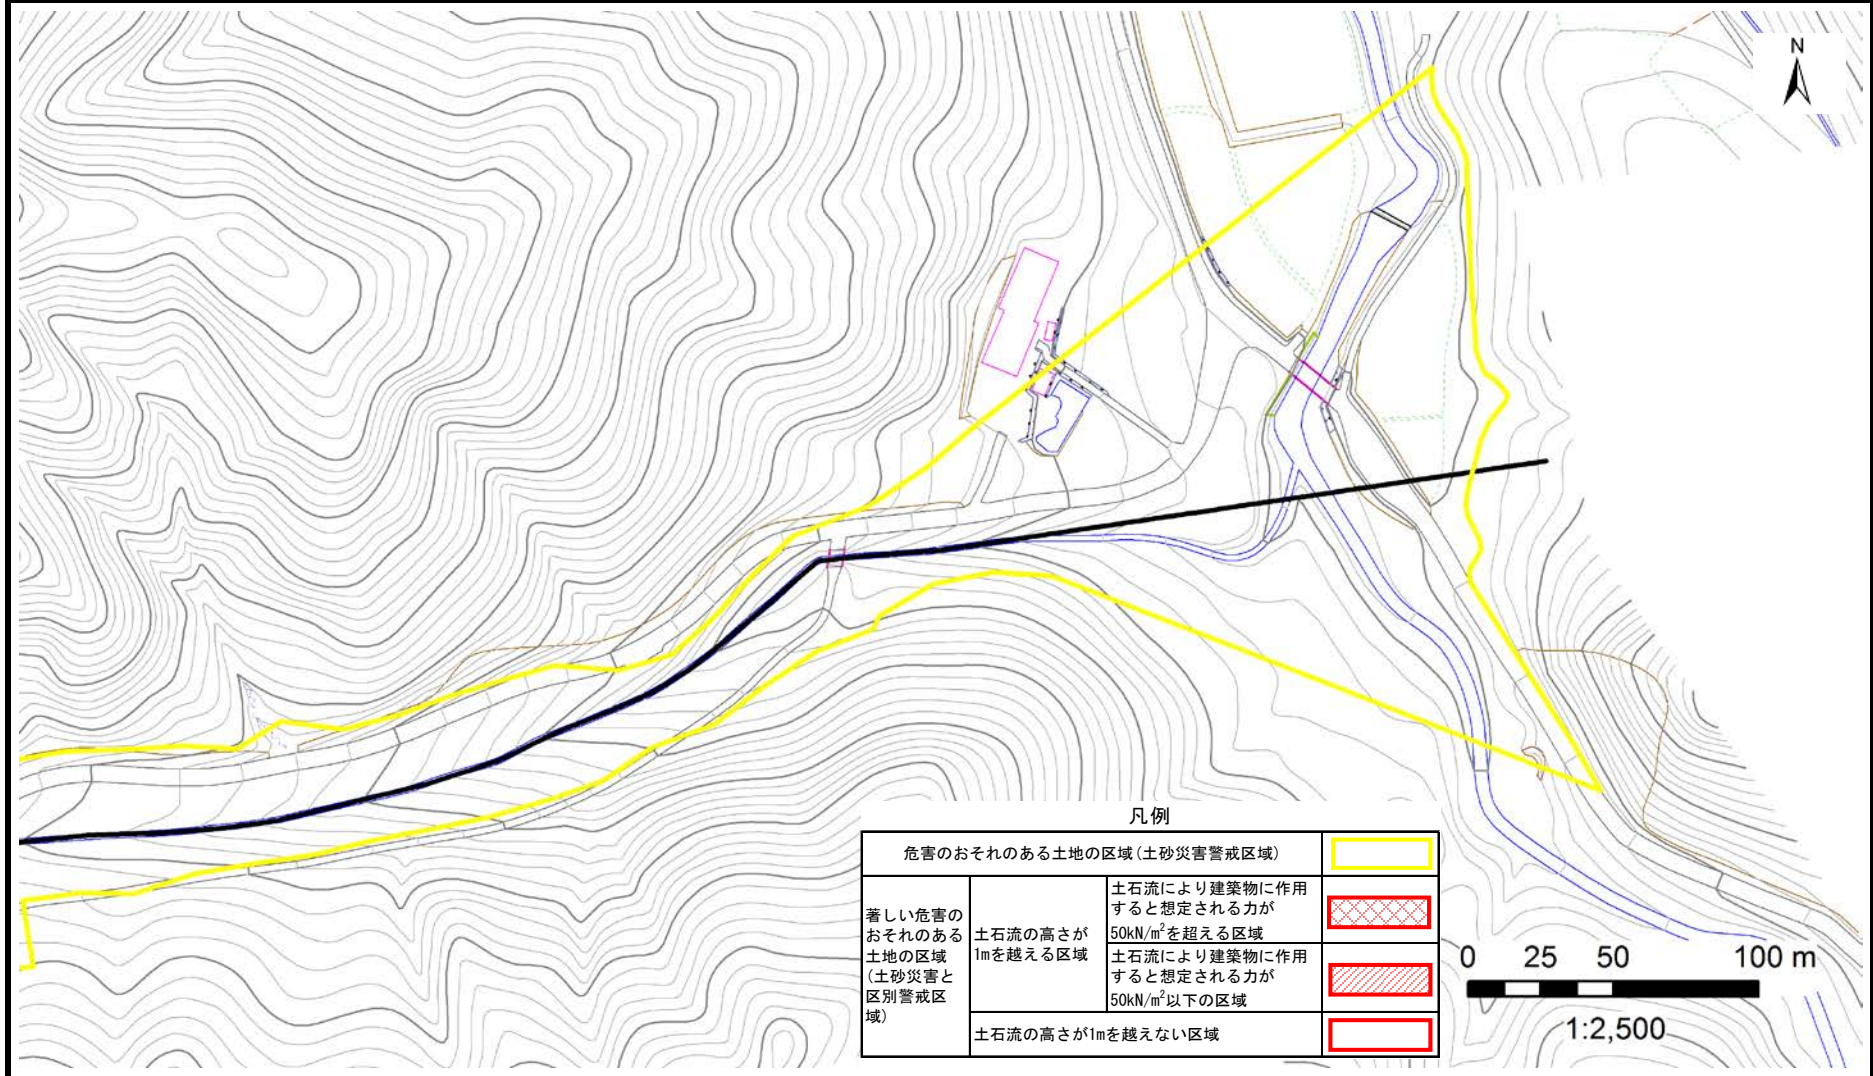 N
凡例
危害のおそれのある土地の区域(土砂災害警戒区域)
著しい危害の
おそれのある
土地の区域
(土砂災害と
区別警戒区
域)
土石流の高さが
1mを越える区域
土石流により建築物に作用
すると想定される力が
50kN/m²を超える区域
土石流により建築物に作用
すると想定される力が
50kN/m²以下の区域
土石流の高さが1mを越えない区域
0 25 50 100 m
1:2,500